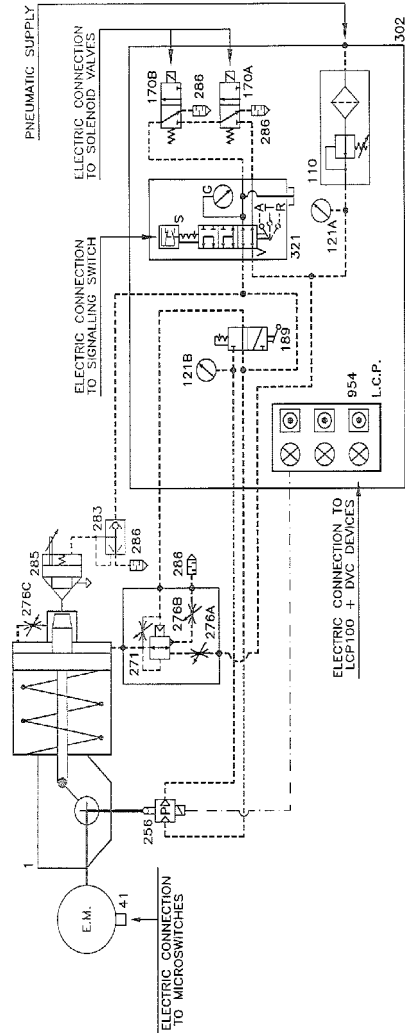 PNEUMATIC SUPPLY
ELECTRIC CONNECTION
TO SOLENOID VALVES
ELECTRIC CONNECTION
TO SIGNALLING SWITCH
302
170B
286
170A
286
110
121A
S
G
V
A
T
R
321
121B
189
954
L.C.P.
ELECTRIC CONNECTION TO
LCP100 + DVC DEVICES
283
286
285
276C
271
276B
276A
286
1
256
P
E.M.
41
ELECTRIC CONNECTION
TO MICROSWITCHES